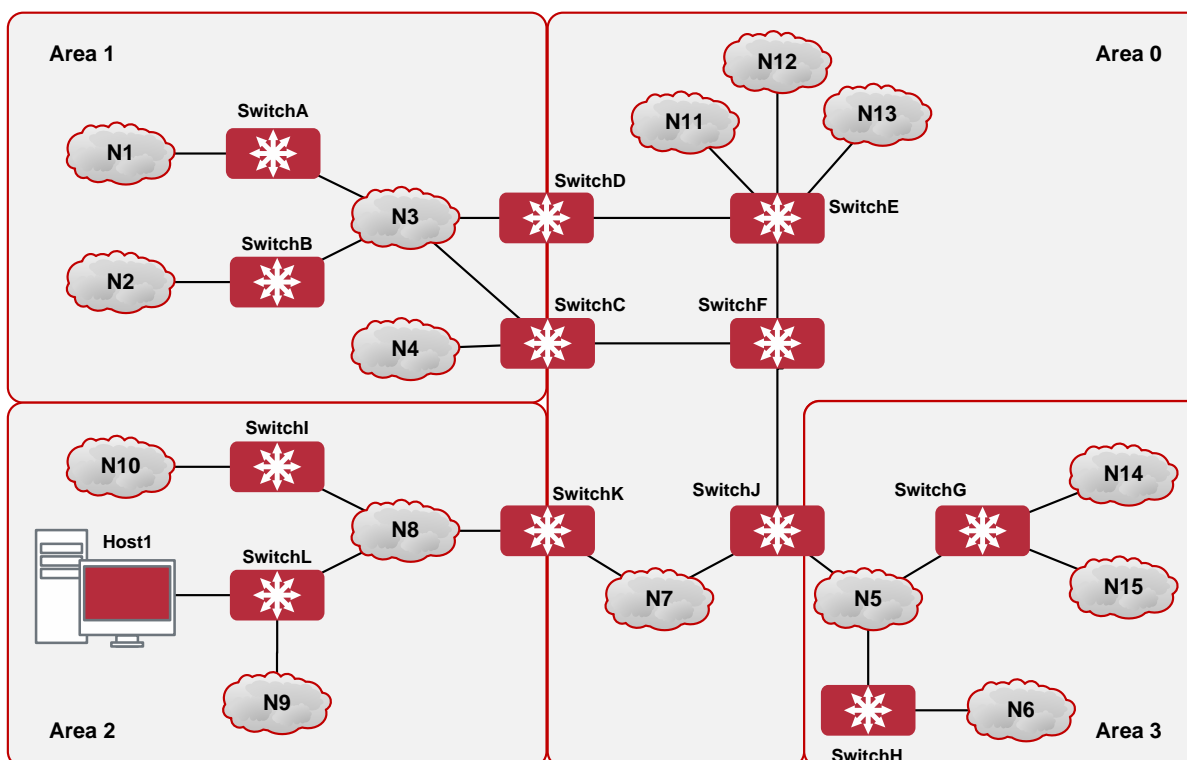 Area 1
Area 0
N12
SwitchA
N11
N13
N1
SwitchD
SwitchE
N3
SwitchB
N2
SwitchC
SwitchF
N4
Area 2
SwitchI
N10
SwitchK
SwitchJ
SwitchG
N14
Host1
N8
SwitchL
N7
N5
N15
N9
N6
Area 3
SwitchH